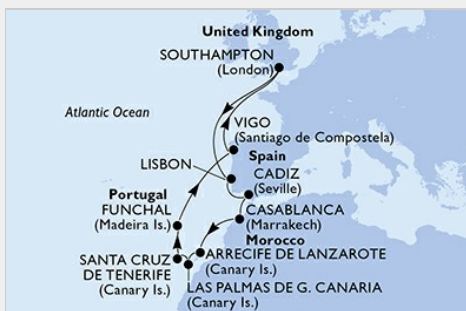 United Kingdom
SOUTHAMPTON
(London)
Atlantic Ocean
VIGO
(Santiago de Compostela)
Spain
LISBON
CADIZ
(Seville)
Portugal
FUNCHAL
(Madeira Is.)
CASABLANCA
(Marrakech)
Morocco
ARRECIFE DE LANZAROTE
(Canary Is.)
SANTA CRUZ
DE TENERIFE
(Canary Is.)
LAS PALMAS DE G. CANARIA
(Canary Is.)